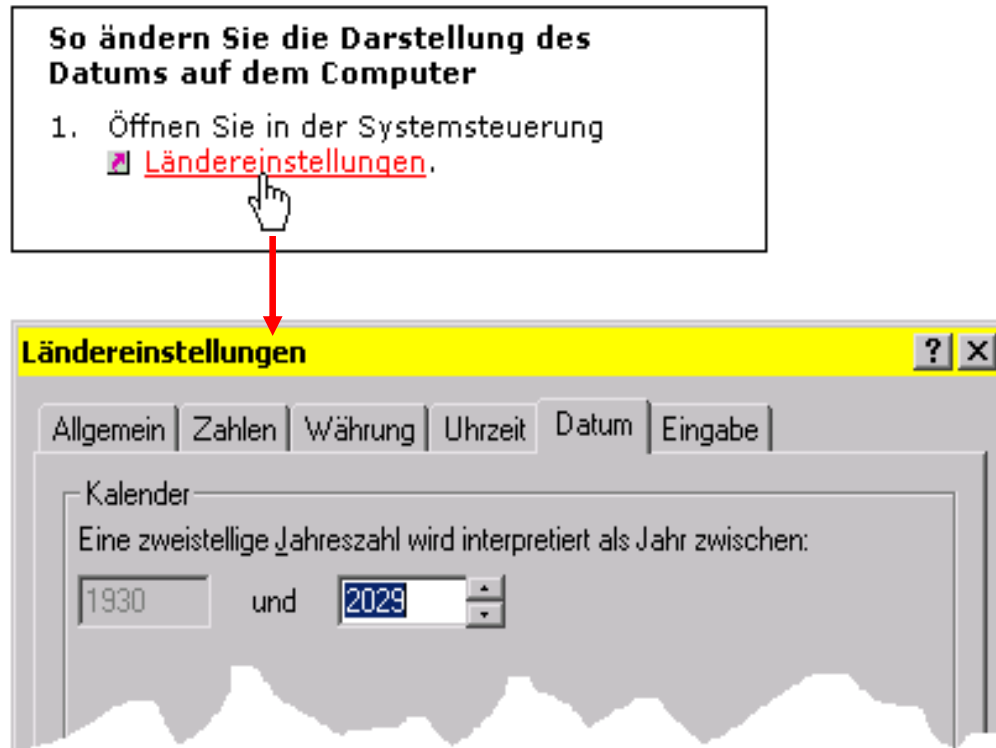 So ändern Sie die Darstellung des
Datums auf dem Computer
1. Öffnen Sie in der Systemsteuerung
Ländereinstellungen.
Ländereinstellungen
Allgemein Zahlen Währung Uhrzeit Datum Eingabe
Kalender
Eine zweistellige Jahreszahl wird interpretiert als Jahr zwischen:
1930 und 2029